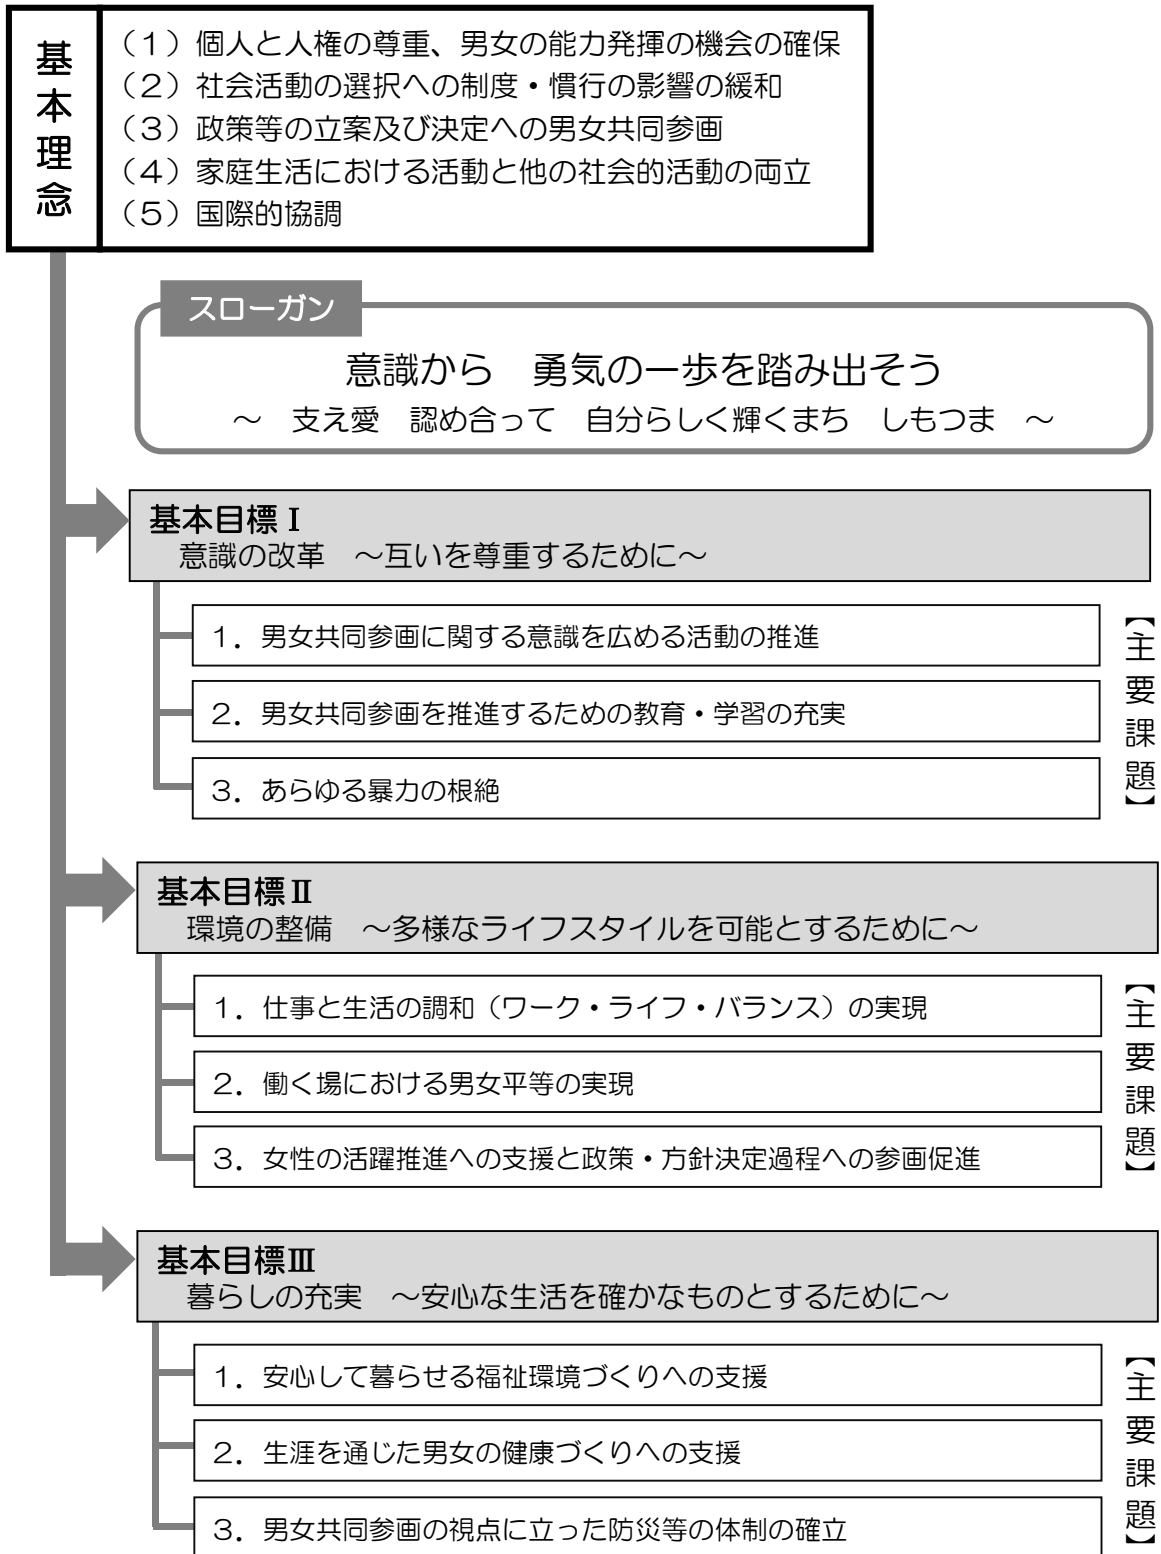 基本理念
（１）個人と人権の尊重、男女の能力発揮の機会の確保
（２）社会活動の選択への制度・慣行の影響の緩和
（３）政策等の立案及び決定への男女共同参画
（４）家庭生活における活動と他の社会的活動の両立
（５）国際的協調
スローガン
意識から　勇気の一歩を踏み出そう
～　支え愛　認め合って　自分らしく輝くまち　しもつま　～
基本目標Ⅰ
意識の改革　～互いを尊重するために～
１．男女共同参画に関する意識を広める活動の推進
２．男女共同参画を推進するための教育・学習の充実
３．あらゆる暴力の根絶
【主要課題】
基本目標Ⅱ
環境の整備　～多様なライフスタイルを可能とするために～
１．仕事と生活の調和（ワーク・ライフ・バランス）の実現
２．働く場における男女平等の実現
３．女性の活躍推進への支援と政策・方針決定過程への参画促進
【主要課題】
基本目標Ⅲ
暮らしの充実　～安心な生活を確かなものとするために～
１．安心して暮らせる福祉環境づくりへの支援
２．生涯を通じた男女の健康づくりへの支援
３．男女共同参画の視点に立った防災等の体制の確立
【主要課題】